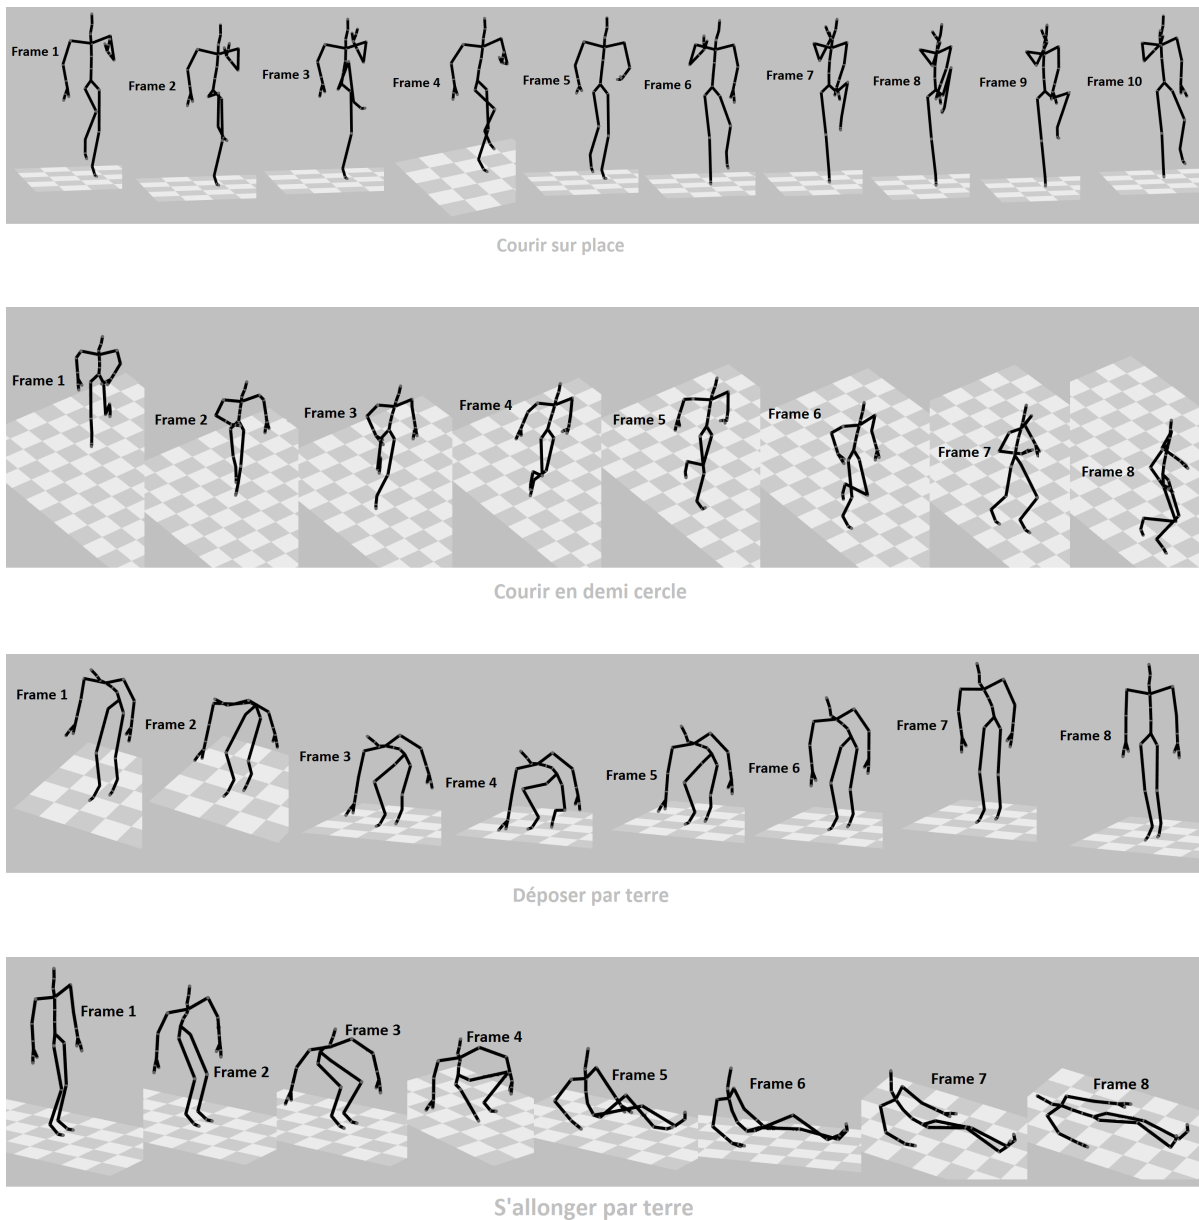 Frame 1
Frame 2
Frame 3
Frame 4
Frame 5
Frame 6
Frame 7
Frame 8
Frame 9
Frame 10
Courir sur place
Frame 1
Frame 2
Frame 3
Frame 4
Frame 5
Frame 6
Frame 7
Frame 8
Courir en demi cercle
Frame 1
Frame 2
Frame 3
Frame 4
Frame 5
Frame 6
Frame 7
Frame 8
Déposer par terre
Frame 1
Frame 2
Frame 3
Frame 4
Frame 5
Frame 6
Frame 7
Frame 8
S'allonger par terre